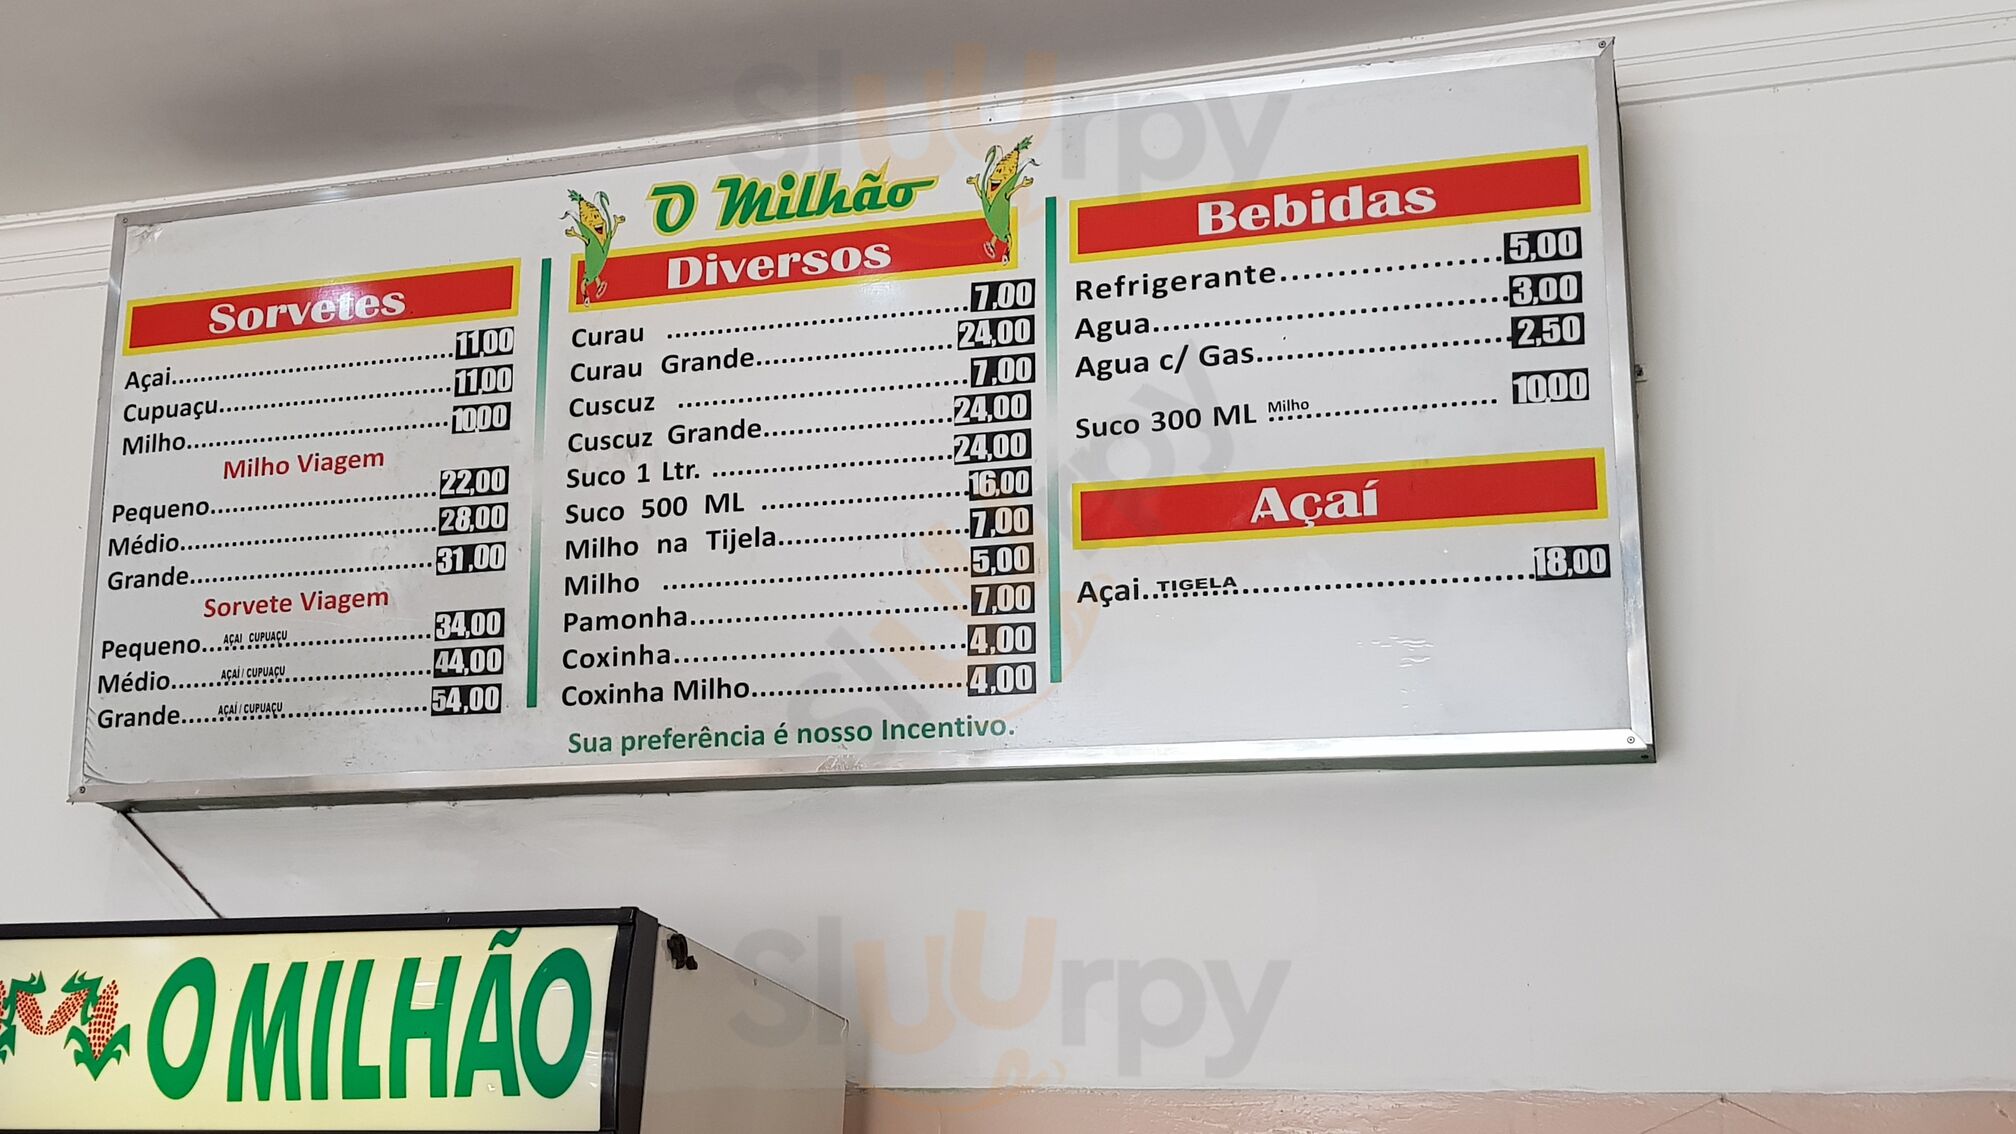 O Milhão
Sorvetes
Açai 11,00
Cupuaçu 11,00
Milho 10,00
Milho Viagem
Pequeno 22,00
Médio 28,00
Grande 31,00
Sorvete Viagem
Pequeno AÇAI CUPUAÇU 34,00
Médio AÇAÍ / CUPUAÇU 44,00
Grande AÇAÍ / CUPUAÇU 54,00
Diversos
Curau 7,00
Curau Grande 24,00
Cuscuz 7,00
Cuscuz Grande 24,00
Suco 1 Ltr. 24,00
Suco 500 ML 16,00
Milho na Tijela 7,00
Milho 5,00
Pamonha 7,00
Coxinha 4,00
Coxinha Milho 4,00
Sua preferência é nosso Incentivo.
Bebidas
Refrigerante 5,00
Agua 3,00
Agua c/ Gas 2,50
Suco 300 ML Milho 10,00
Açaí
Açai TIGELA 18,00
O MILHÃO
sluurpy
sluurpy
sluurpy